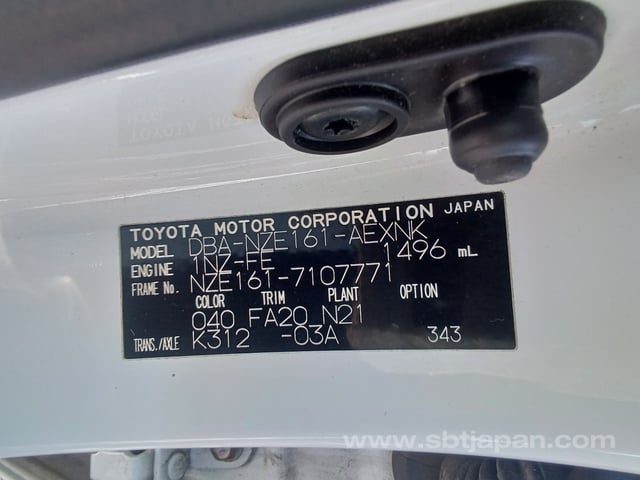 TOYOTA MOTOR CORPORATION JAPAN
MODEL DBA-NZE161-AEXNK
ENGINE 1NZ-FE 1496 mL
FRAME No. NZE161-7107771
COLOR TRIM PLANT OPTION
040 FA20 N21
TRANS./AXLE K312 -03A 343
www.sbtjapan.com